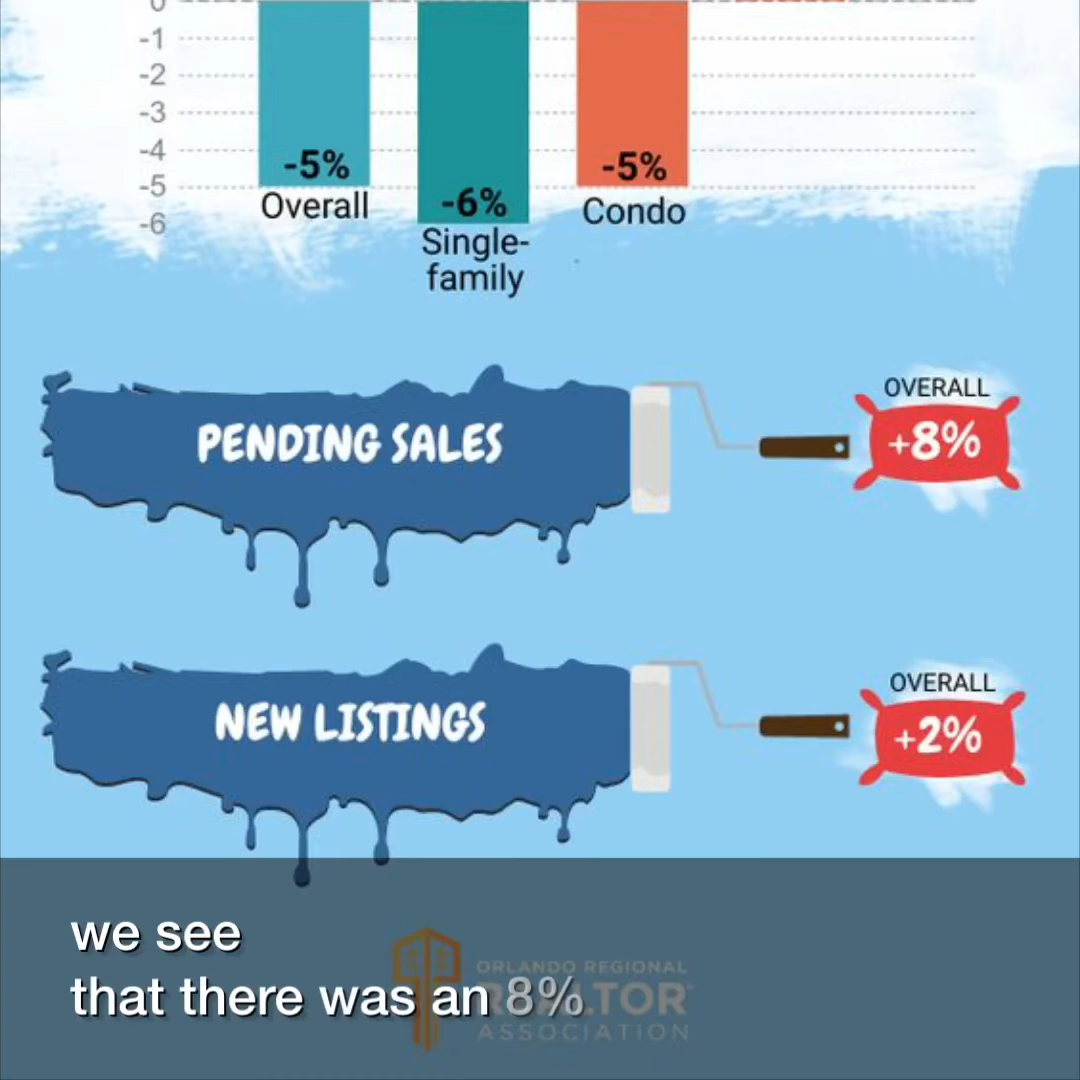 0
-1
-2
-3
-4
-5
-6
-5%
Overall
-6%
Single-
family
-5%
Condo
PENDING SALES
OVERALL
+8%
NEW LISTINGS
OVERALL
+2%
we see
that there was an 8%
ORLANDO REGIONAL
REALTOR
ASSOCIATION